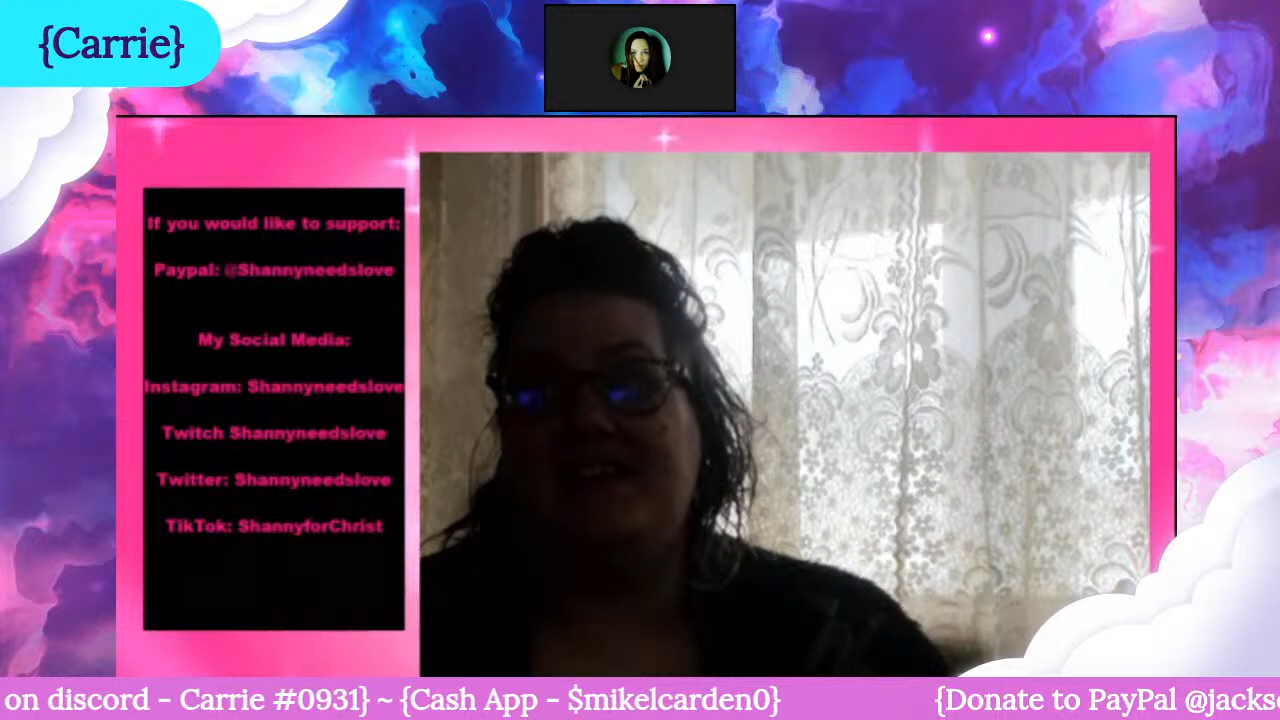 {Carrie}
If you would like to support:
Paypal: @Shannyneedslove
My Social Media:
Instagram: Shannyneedslove
Twitch Shannyneedslove
Twitter: Shannyneedslove
TikTok: ShannyforChrist
on discord - Carrie #0931} ~ {Cash App - $mikelcarden0} {Donate to PayPal @jackso